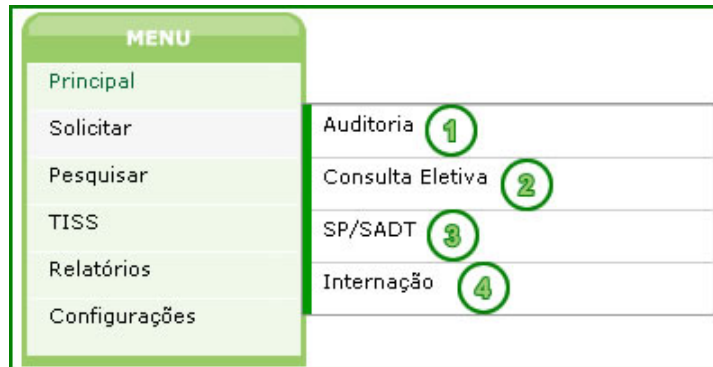 MENU
Principal
Solicitar
Pesquisar
TISS
Relatórios
Configurações
Auditoria 1
Consulta Eletiva 2
SP/SADT 3
Internação 4